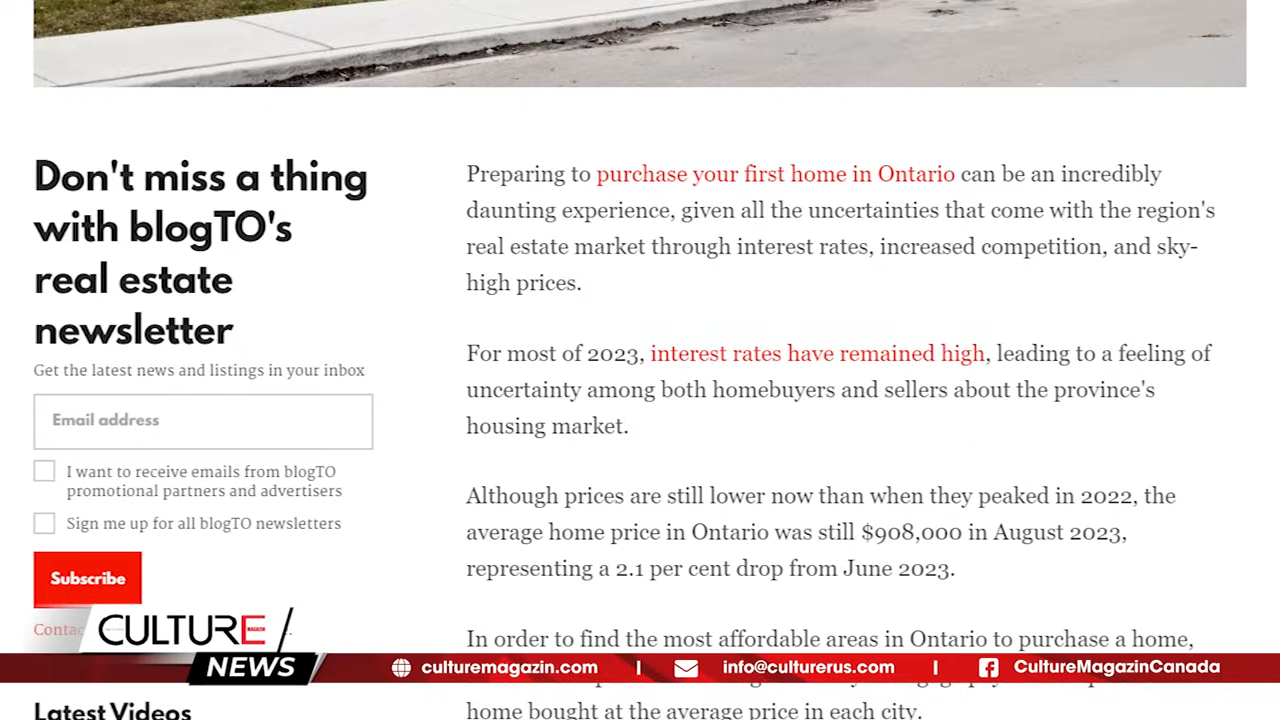 Don't miss a thing
with blogTO's
real estate
newsletter
Get the latest news and listings in your inbox
Email address
I want to receive emails from blogTO
promotional partners and advertisers
Sign me up for all blogTO newsletters
Subscribe
Latest Videos
Preparing to purchase your first home in Ontario can be an incredibly
daunting experience, given all the uncertainties that come with the region's
real estate market through interest rates, increased competition, and sky-
high prices.
For most of 2023, interest rates have remained high, leading to a feeling of
uncertainty among both homebuyers and sellers about the province's
housing market.
Although prices are still lower now than when they peaked in 2022, the
average home price in Ontario was still $908,000 in August 2023,
representing a 2.1 per cent drop from June 2023.
In order to find the most affordable areas in Ontario to purchase a home,
home bought at the average price in each city.
CULTURE MAGAZIN
NEWS
culturemagazin.com | info@culturerus.com | CultureMagazinCanada